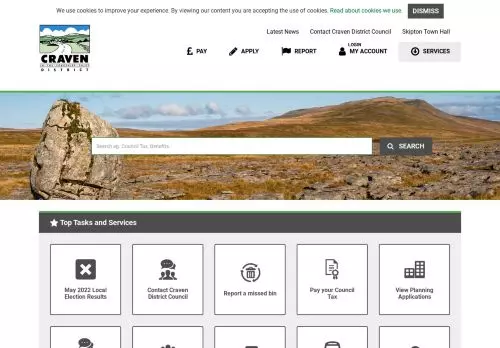 We use cookies to improve your experience. By viewing our content you are accepting the use of cookies. Read about cookies we use. DISMISS
Latest News Contact Craven District Council Skipton Town Hall
CRAVEN
DISTRICT
£ PAY APPLY REPORT LOGIN MY ACCOUNT SERVICES
Search eg. Council Tax, Benefits. SEARCH
Top Tasks and Services
May 2022 Local
Election Results
Contact Craven
District Council
Report a missed bin
Pay your Council
Tax
View Planning
Applications